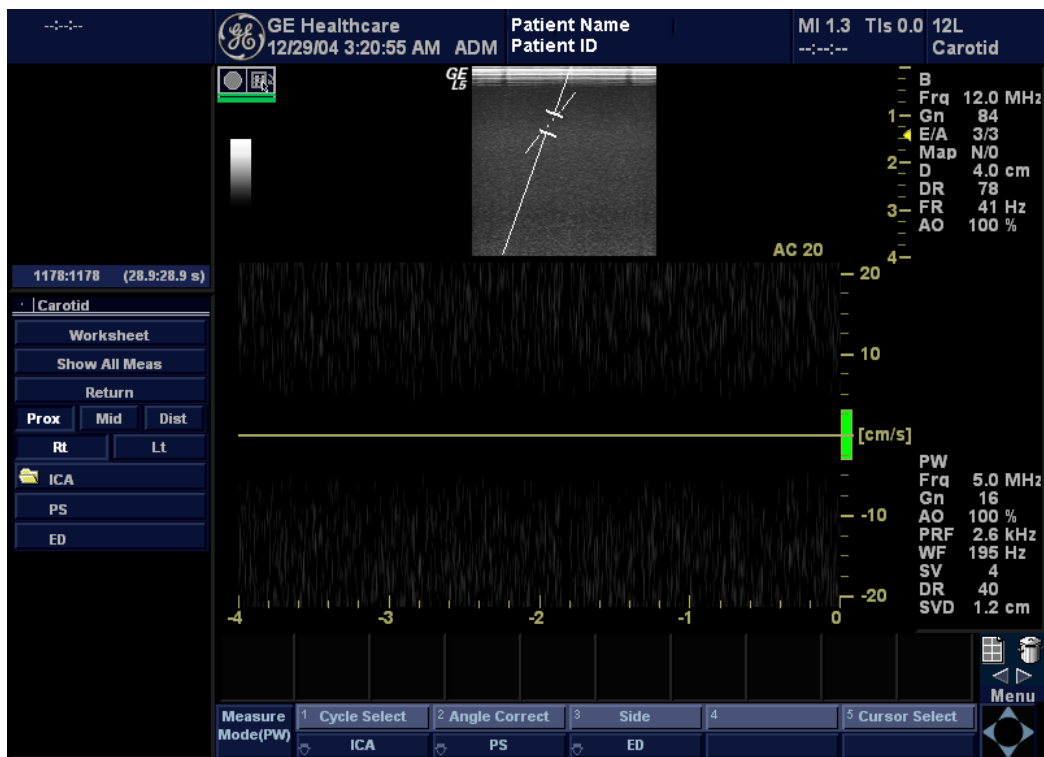 --:--:--
GE Healthcare
12/29/04 3:20:55 AM ADM
Patient Name
Patient ID
MI 1.3 TIs 0.0
--:--:--
12L
Carotid
GE
L5
1
2
3
4
B
Frq 12.0 MHz
Gn 84
E/A 3/3
Map N/0
D 4.0 cm
DR 78
FR 41 Hz
AO 100 %
AC 20
1178:1178 (28.9:28.9 s)
Carotid
Worksheet
Show All Meas
Return
Prox Mid Dist
Rt Lt
ICA
PS
ED
20
10
[cm/s]
-10
-20
-4 -3 -2 -1 0
PW
Frq 5.0 MHz
Gn 16
AO 100 %
PRF 2.6 kHz
WF 195 Hz
SV 4
DR 40
SVD 1.2 cm
Menu
Measure
Mode(PW)
1 Cycle Select 2 Angle Correct 3 Side 4 5 Cursor Select
ICA PS ED